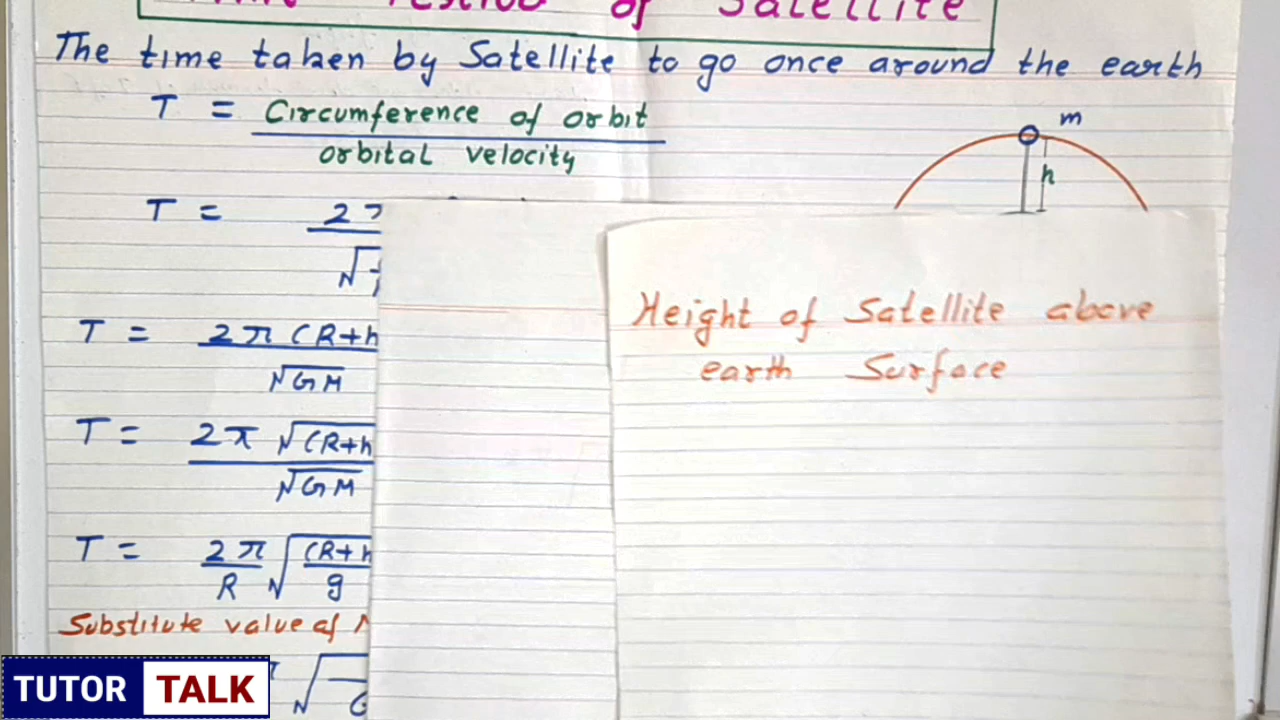 of Satellite
The time taken by Satellite to go once around the earth
T = Circumference of orbit
orbital velocity
m
h
T = 2
T = 2π (R+h
√GM
T = 2π √(R+h
√GM
T = 2π √(R+h
R g
Substitute value of
Height of Satellite above
earth Surface
TUTOR TALK